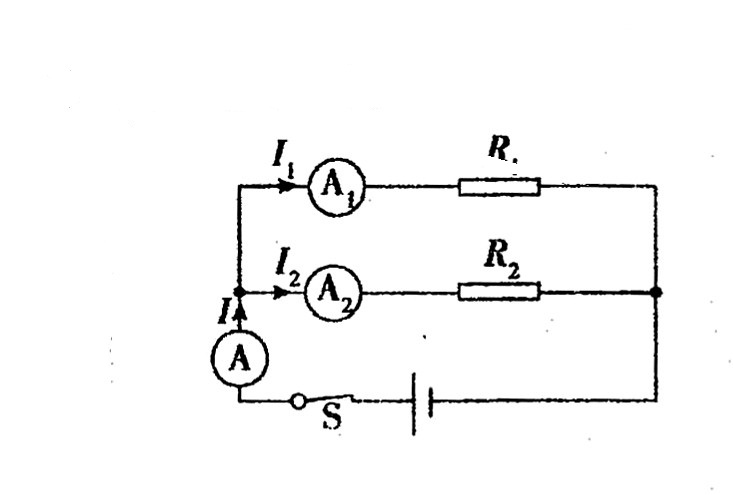 I₁ A₁ R
I₂ A₂ R₂
I
A
S